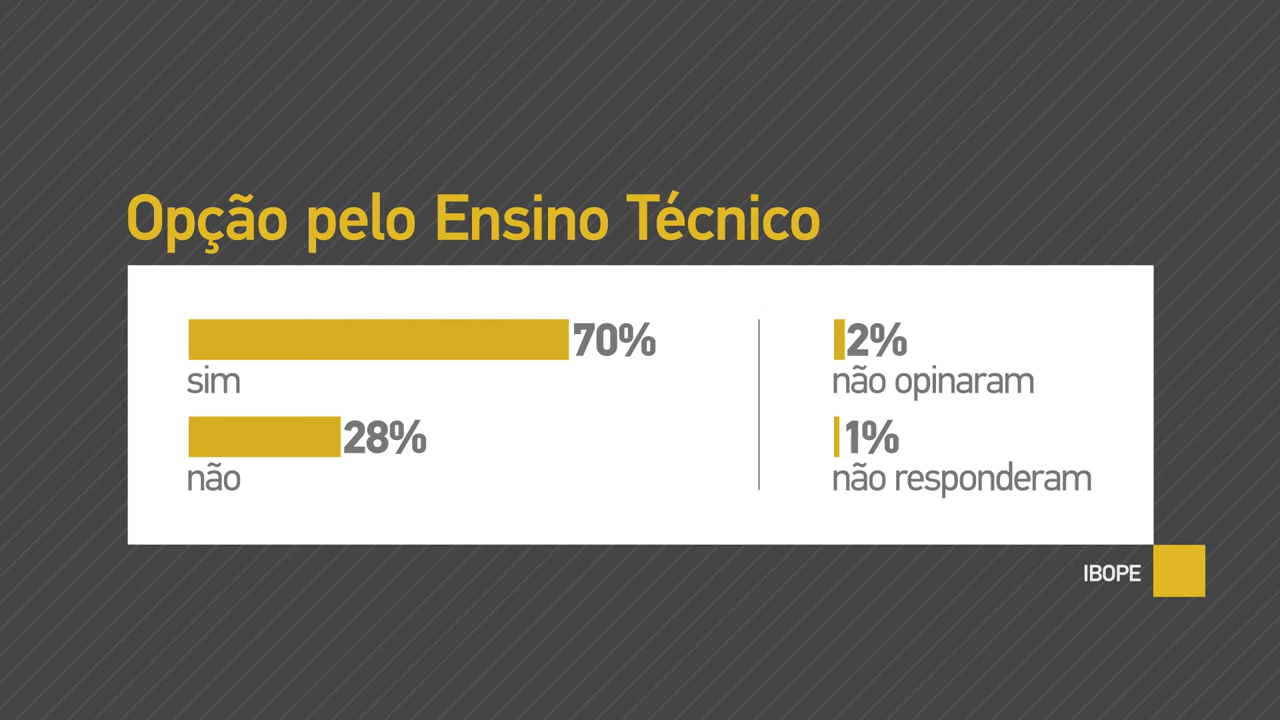 Opção pelo Ensino Técnico
70%
sim
28%
não
2%
não opinaram
1%
não responderam
IBOPE